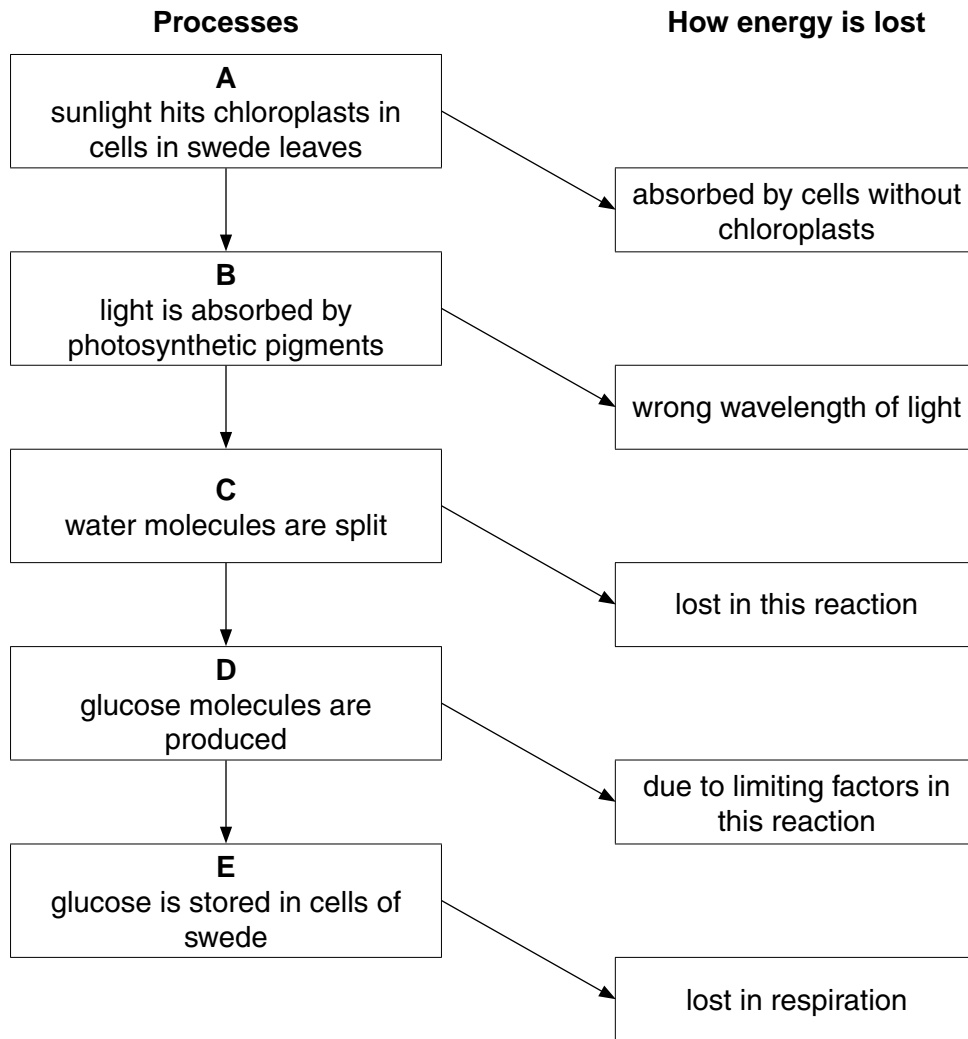 Processes
How energy is lost
A
sunlight hits chloroplasts in
cells in swede leaves
absorbed by cells without
chloroplasts
B
light is absorbed by
photosynthetic pigments
wrong wavelength of light
C
water molecules are split
lost in this reaction
D
glucose molecules are
produced
due to limiting factors in
this reaction
E
glucose is stored in cells of
swede
lost in respiration